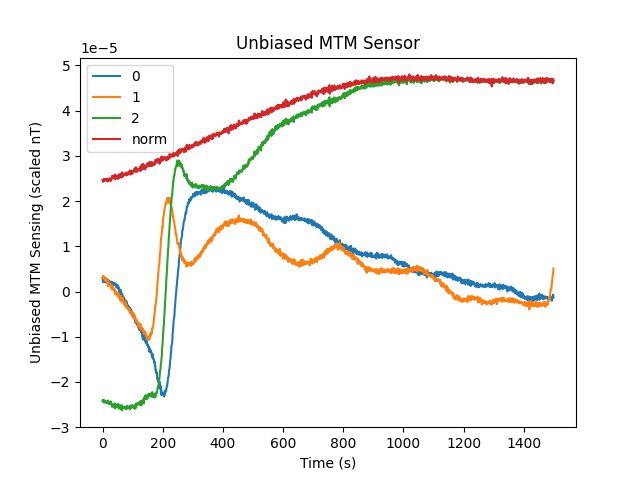 Unbiased MTM Sensor
1e−5
5
4
3
2
1
0
−1
−2
−3
0
1
2
norm
Unbiased MTM Sensing (scaled nT)
0 200 400 600 800 1000 1200 1400
Time (s)